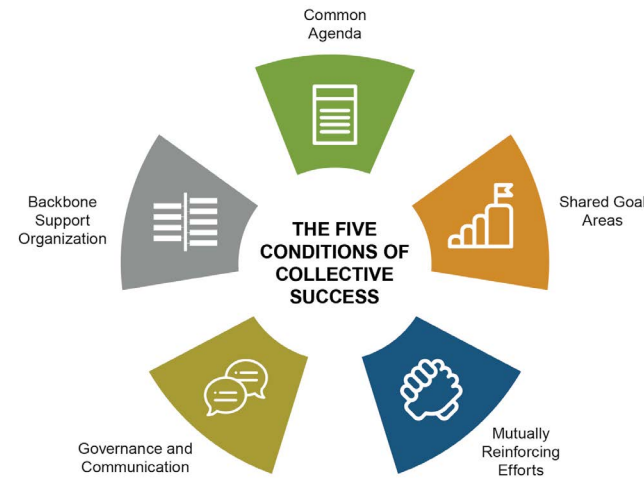 Common
Agenda
Shared Goal
Areas
Mutually
Reinforcing
Efforts
Governance and
Communication
Backbone
Support
Organization
THE FIVE
CONDITIONS OF
COLLECTIVE
SUCCESS